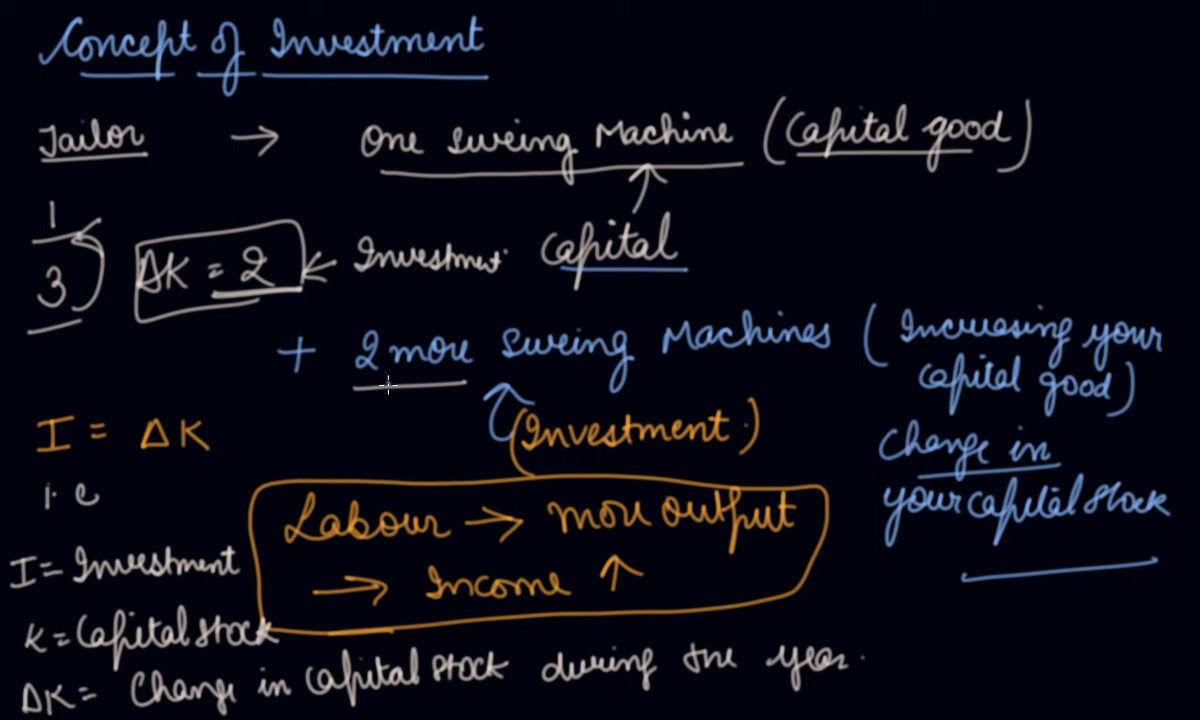 Concept of Investment
Tailor → One Sweing Machine (Capital good)
1
3
ΔK = 2 ← Investment Capital
+ 2 more Sweing Machines (Increasing your capital good)
Change in your capital stock
I = ΔK
(Investment)
i.e
Labour → more output
→ Income ↑
I = Investment
K = Capital stock
ΔK = Change in capital stock during the year.